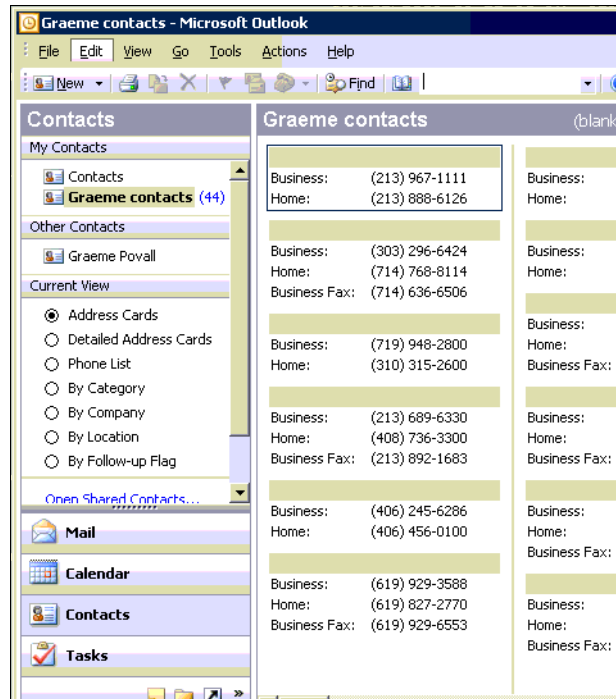 Graeme contacts - Microsoft Outlook
File Edit View Go Tools Actions Help
New Find
Contacts
My Contacts
Contacts
Graeme contacts (44)
Other Contacts
Graeme Povall
Current View
Address Cards
Detailed Address Cards
Phone List
By Category
By Company
By Location
By Follow-up Flag
Open Shared Contacts...
Mail
Calendar
Contacts
Tasks
Graeme contacts (blank
Business: (213) 967-1111
Home: (213) 888-6126
Business: (303) 296-6424
Home: (714) 768-8114
Business Fax: (714) 636-6506
Business: (719) 948-2800
Home: (310) 315-2600
Business: (213) 689-6330
Home: (408) 736-3300
Business Fax: (213) 892-1683
Business: (406) 245-6286
Home: (406) 456-0100
Business: (619) 929-3588
Home: (619) 827-2770
Business Fax: (619) 929-6553
Business:
Home:
Business:
Home:
Business:
Home:
Business Fax:
Business:
Home:
Business Fax:
Business:
Home:
Business Fax:
Business:
Home:
Business Fax: